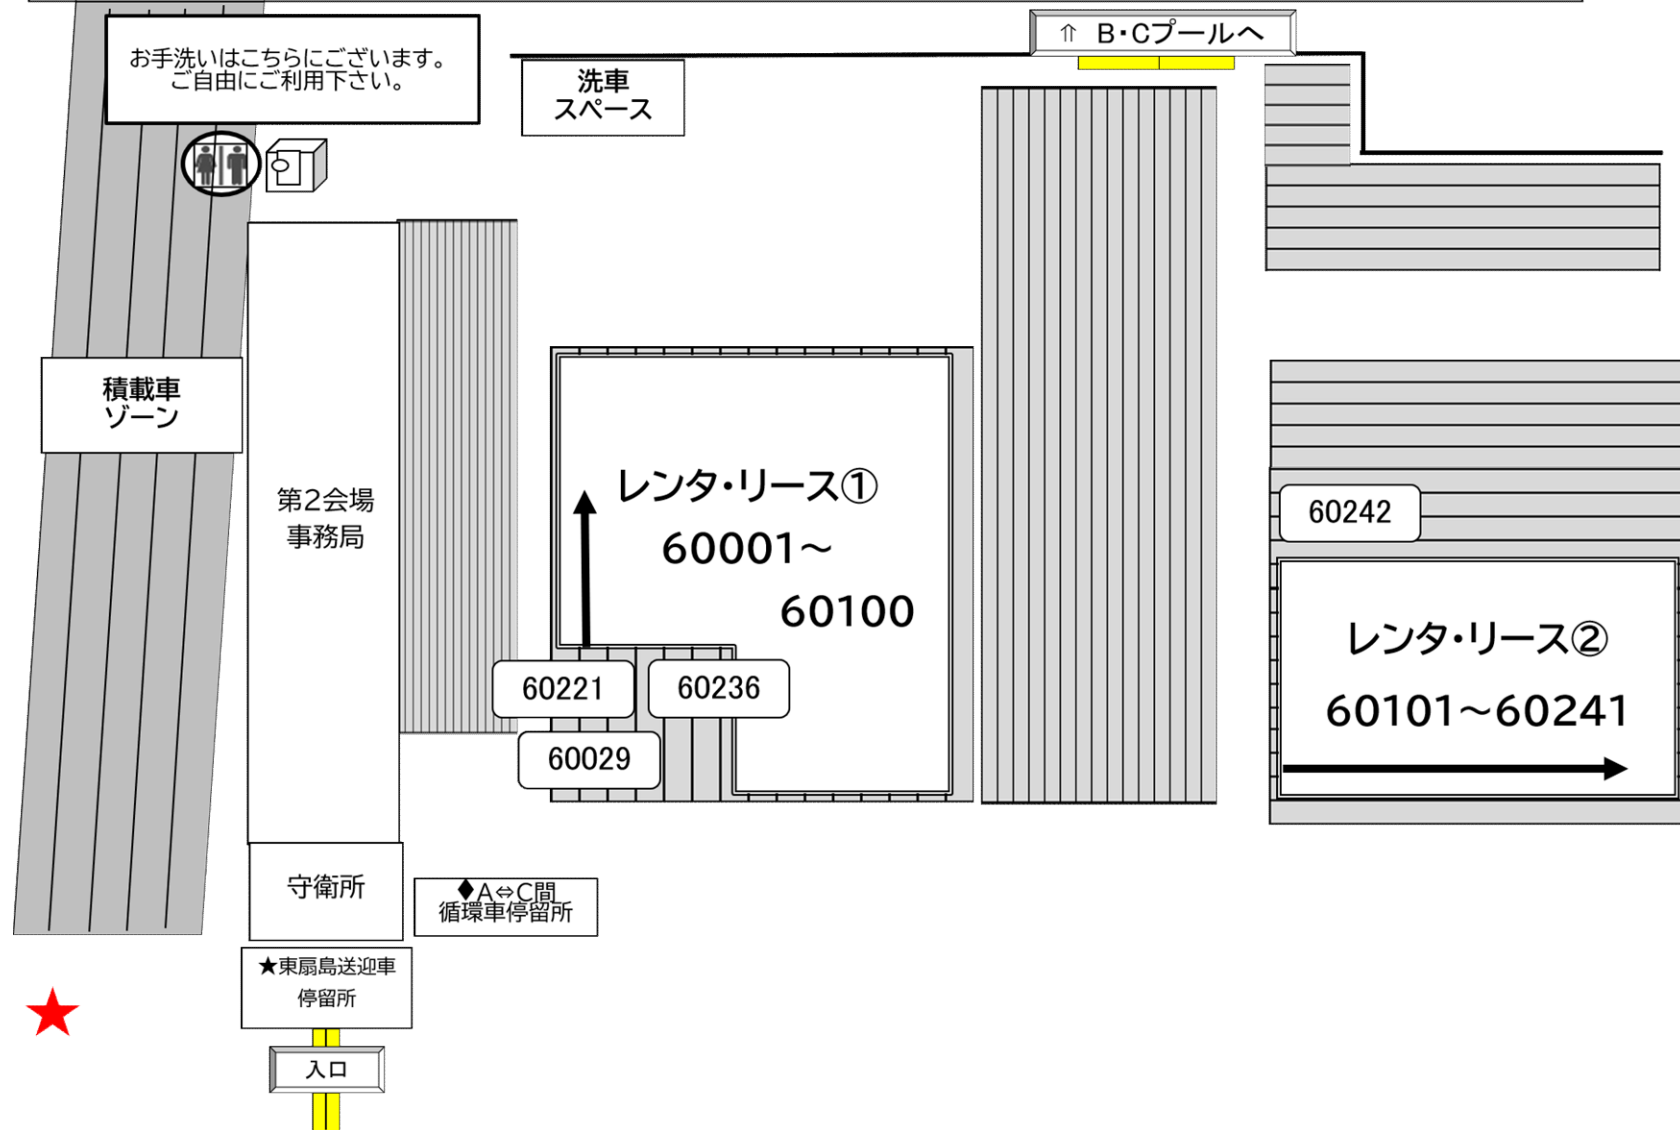 お手洗いはこちらにございます。
ご自由にご利用下さい。
⇑ B・Cプールへ
洗車
スペース
積載車
ゾーン
第2会場
事務局
レンタ・リース①
60001～
60100
60221
60236
60029
60242
レンタ・リース②
60101～60241
守衛所
◆A⇔C間
循環車停留所
★東扇島送迎車
停留所
入口